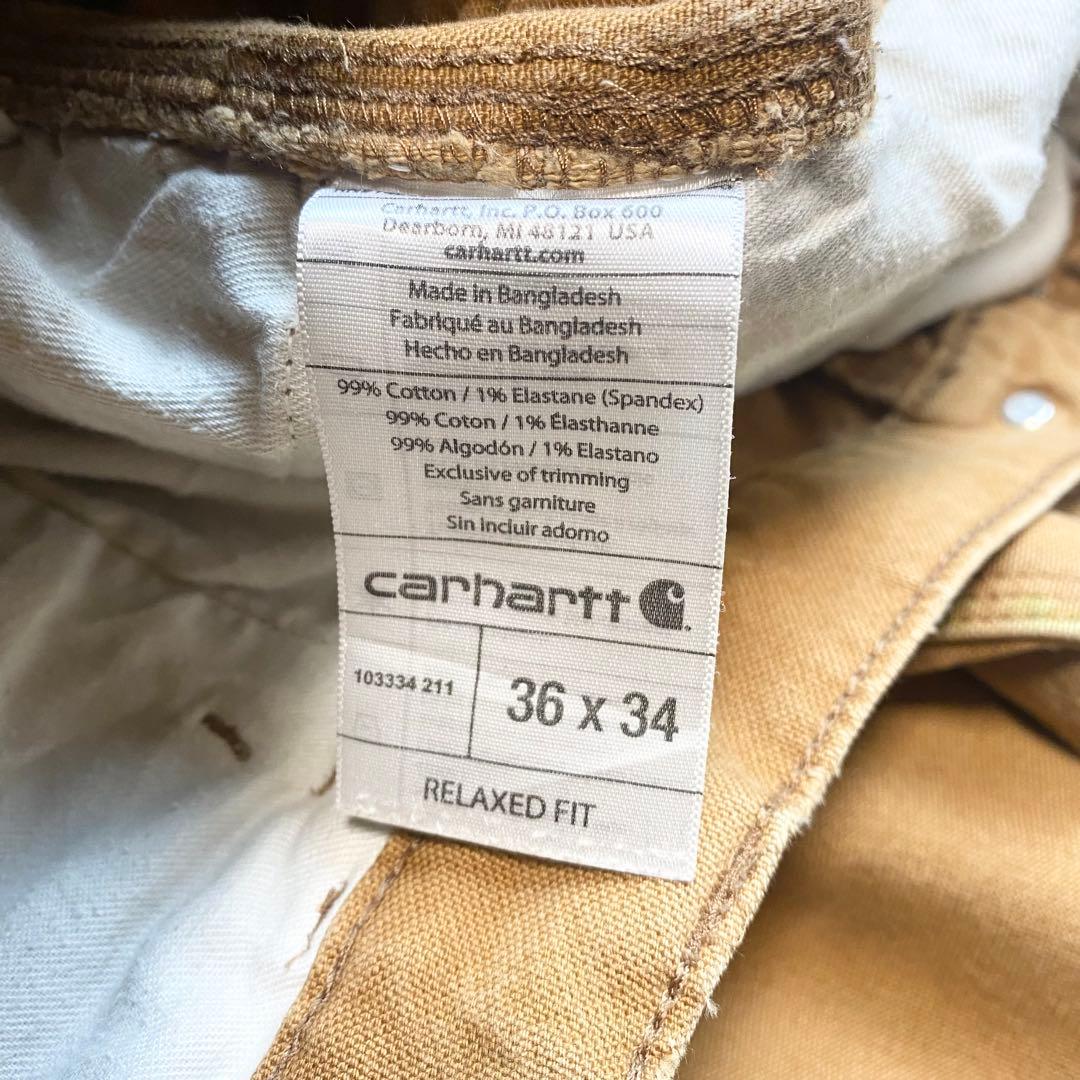 Carhartt, Inc. P.O. Box 600
Dearborn, MI 48121 USA
carhartt.com
Made in Bangladesh
Fabriqué au Bangladesh
Hecho en Bangladesh
99% Cotton / 1% Elastane (Spandex)
99% Coton / 1% Élasthanne
99% Algodón / 1% Elastano
Exclusive of trimming
Sans garniture
Sin incluir adorno
carhartt
103334 211
36 x 34
RELAXED FIT